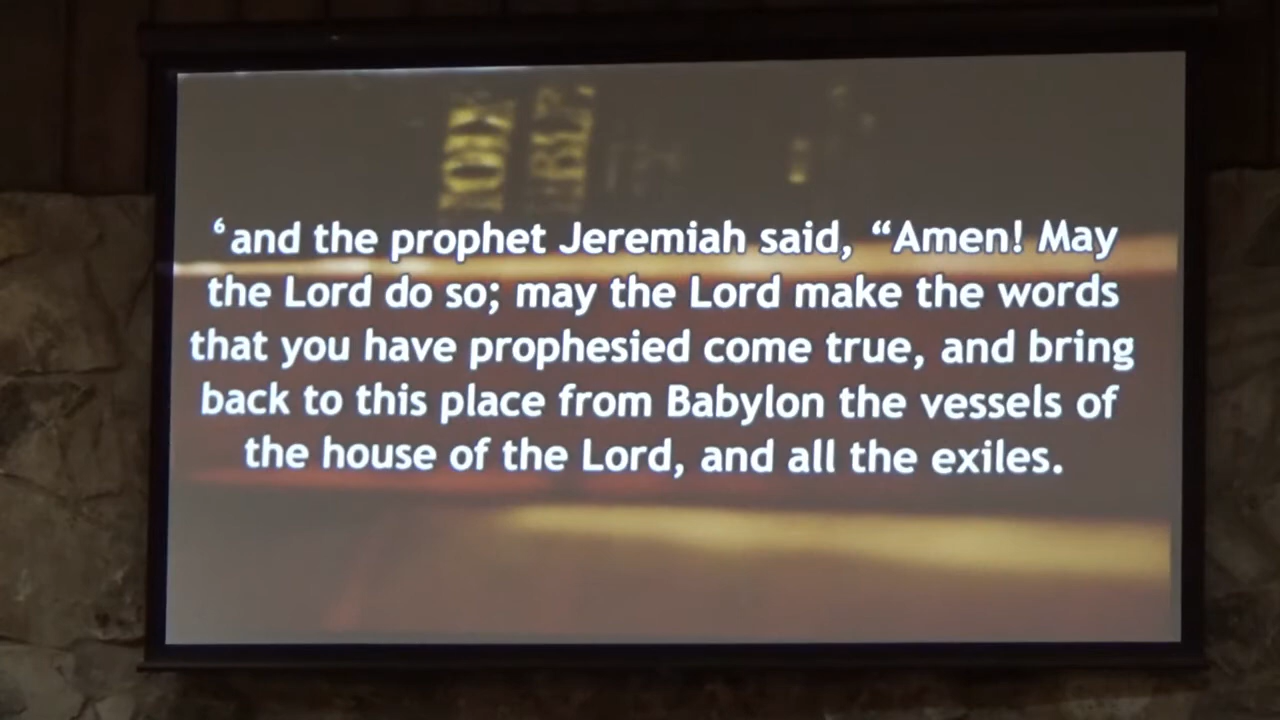 ⁶and the prophet Jeremiah said, “Amen! May
the Lord do so; may the Lord make the words
that you have prophesied come true, and bring
back to this place from Babylon the vessels of
the house of the Lord, and all the exiles.